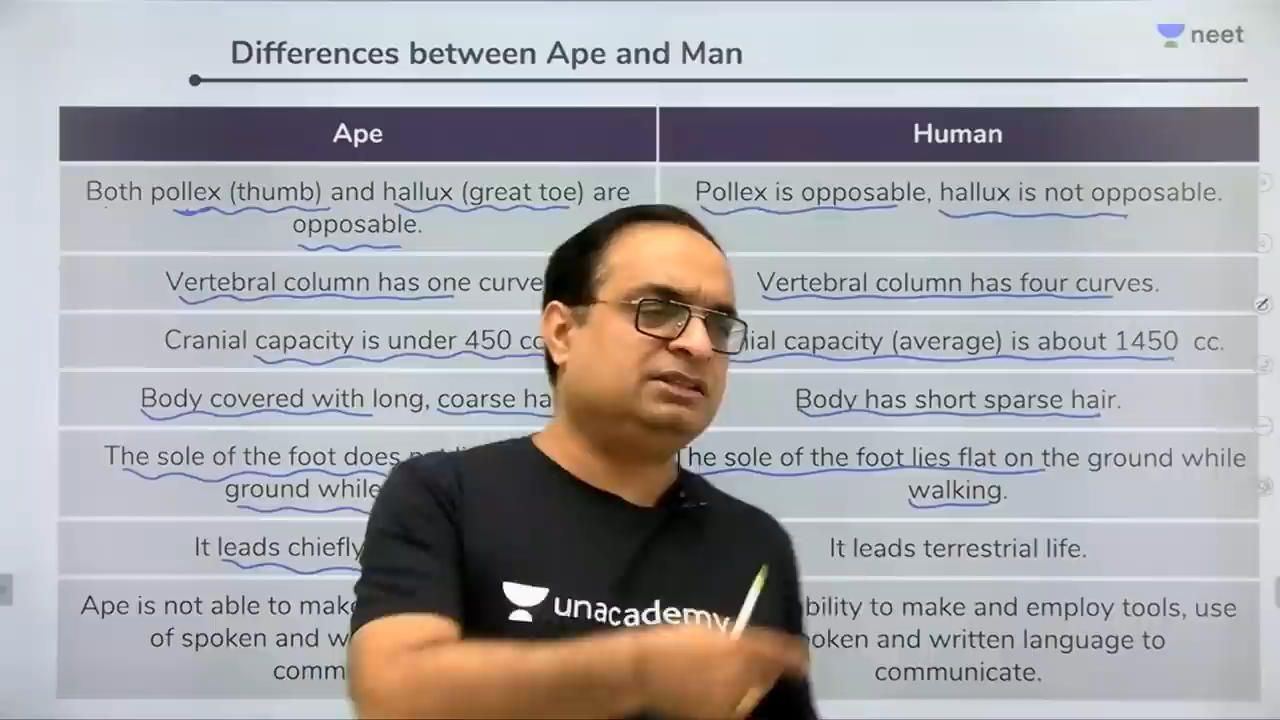 neet
Differences between Ape and Man
Ape
Human
Both pollex (thumb) and hallux (great toe) are
opposable.
Pollex is opposable, hallux is not opposable.
Vertebral column has one curve
Vertebral column has four curves.
Cranial capacity is under 450 cc
capacity (average) is about 1450 cc.
Body covered with long, coarse
Body has short sparse hair.
The sole of the foot does
ground while
The sole of the foot lies flat on the ground while
walking.
It leads chiefly
It leads terrestrial life.
Ape is not able to make
of spoken and
to make and employ tools, use
and written language to
communicate.
unacademy